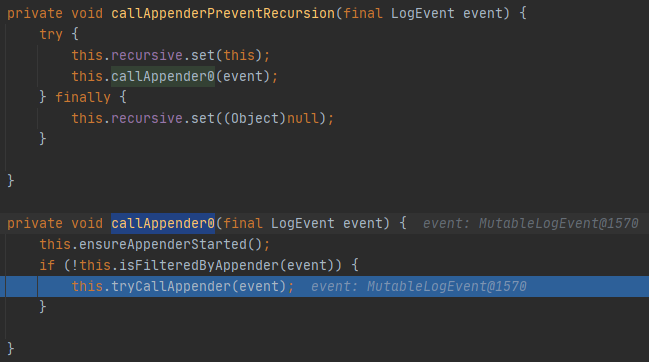 private void callAppenderPreventRecursion(final LogEvent event) {
    try {
        this.recursive.set(this);
        this.callAppender0(event);
    } finally {
        this.recursive.set((Object)null);
    }

}

private void callAppender0(final LogEvent event) {  event: MutableLogEvent@1570
    this.ensureAppenderStarted();
    if (!this.isFilteredByAppender(event)) {
        this.tryCallAppender(event);  event: MutableLogEvent@1570
    }

}